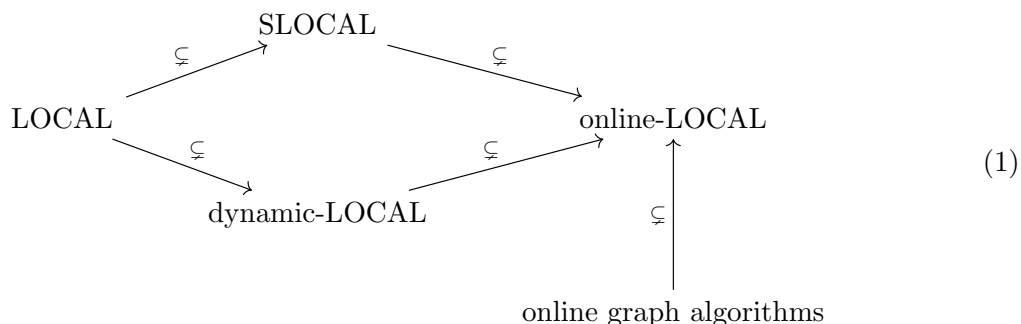 SLOCAL
⊊ ⊊
LOCAL online-LOCAL
(1)
⊊ ⊊
dynamic-LOCAL ⊊
online graph algorithms